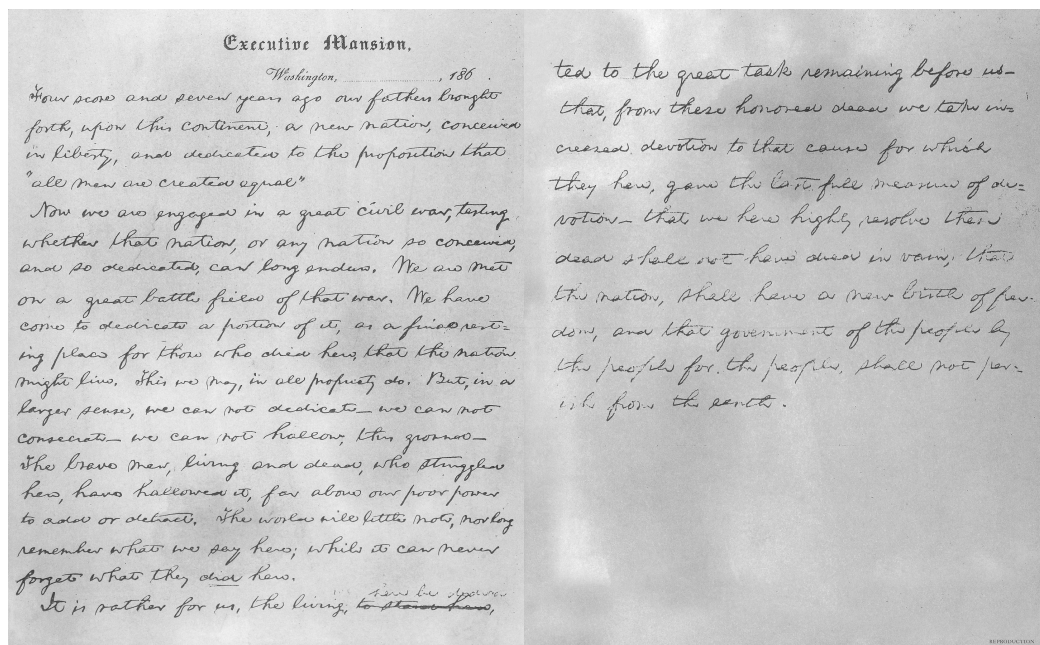 Executive Mansion,
Washington, , 186 .
Four score and seven years ago our fathers brought
forth, upon this continent, a new nation, conceived
in liberty, and dedicated to the proposition that
"all men are created equal"
Now we are engaged in a great civil war, testing
whether that nation, or any nation so conceived,
and so dedicated, can long endure. We are met
on a great battle field of that war. We have
come to dedicate a portion of it, as a final rest=
ing place for those who died here, that the nation
might live. This we may, in all propriety do. But, in a
larger sense, we can not dedicate — we can not
consecrate — we can not hallow, this ground —
The brave men, living and dead, who struggled
here, have hallowed it, far above our poor power
to add or detract. The world will little note, nor long
remember what we say here; while it can never
forget what they did here.
It is rather for us, the living, to stand here,
here be dedica
ted to the great task remaining before us —
that, from these honored dead we take in=
creased devotion to that cause for which
they here, gave the last full measure of de=
votion — that we here highly resolve these
dead shall not have died in vain; that
the nation, shall have a new birth of free=
dom, and that government of the people by
the people for the people, shall not per=
ish from the earth.
REPRODUCTION